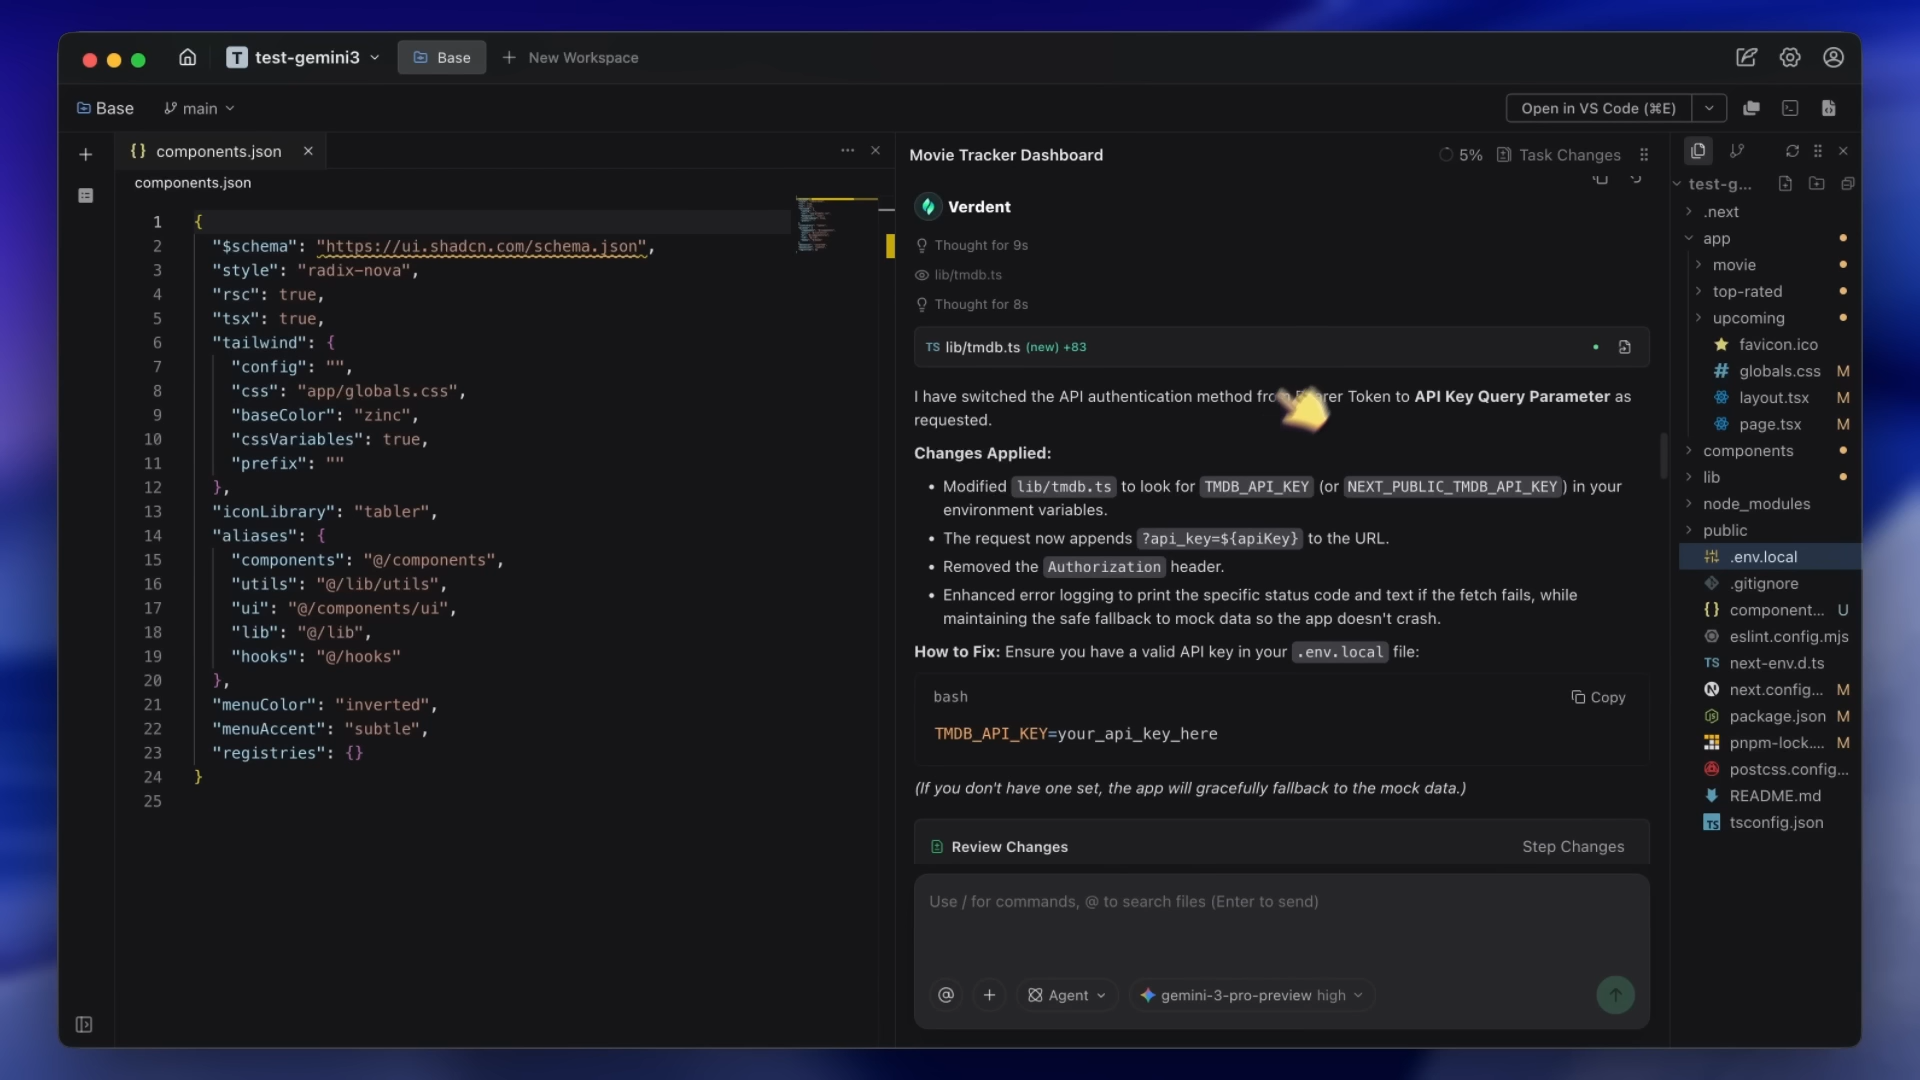 T test-gemini3
Base
+ New Workspace
Base
main
Open in VS Code (⌘E)
{} components.json
components.json
1 {
2 "$schema": "https://ui.shadcn.com/schema.json",
3 "style": "radix-nova",
4 "rsc": true,
5 "tsx": true,
6 "tailwind": {
7 "config": "",
8 "css": "app/globals.css",
9 "baseColor": "zinc",
10 "cssVariables": true,
11 "prefix": ""
12 },
13 "iconLibrary": "tabler",
14 "aliases": {
15 "components": "@/components",
16 "utils": "@/lib/utils",
17 "ui": "@/components/ui",
18 "lib": "@/lib",
19 "hooks": "@/hooks"
20 },
21 "menuColor": "inverted",
22 "menuAccent": "subtle",
23 "registries": {}
24 }
25
Movie Tracker Dashboard
5%
Task Changes
Verdent
Thought for 9s
lib/tmdb.ts
Thought for 8s
TS lib/tmdb.ts (new) +83
I have switched the API authentication method from Token to API Key Query Parameter as
requested.
Changes Applied:
• Modified lib/tmdb.ts to look for TMDB_API_KEY (or NEXT_PUBLIC_TMDB_API_KEY) in your
environment variables.
• The request now appends ?api_key=${apiKey} to the URL.
• Removed the Authorization header.
• Enhanced error logging to print the specific status code and text if the fetch fails, while
maintaining the safe fallback to mock data so the app doesn't crash.
How to Fix: Ensure you have a valid API key in your .env.local file:
bash
Copy
TMDB_API_KEY=your_api_key_here
(If you don't have one set, the app will gracefully fallback to the mock data.)
Review Changes
Step Changes
Use / for commands, @ to search files (Enter to send)
@ + Agent
gemini-3-pro-preview high
test-g...
.next
app
movie
top-rated
upcoming
favicon.ico
# globals.css M
layout.tsx M
page.tsx M
components
lib
node_modules
public
.env.local
.gitignore
{} component... U
eslint.config.mjs
TS next-env.d.ts
N next.config... M
package.json M
pnpm-lock.... M
postcss.config...
README.md
TS tsconfig.json